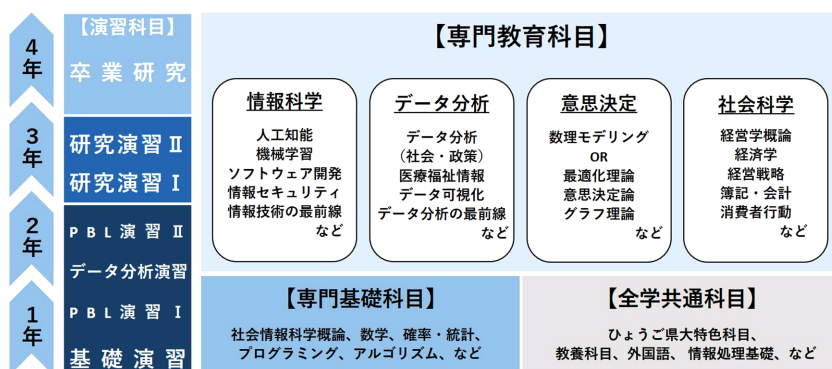 4年
3年
2年
1年
【演習科目】
卒業研究
研究演習Ⅱ
研究演習Ⅰ
PBL演習Ⅱ
データ分析演習
PBL演習Ⅰ
基礎演習
【専門教育科目】
情報科学
人工知能
機械学習
ソフトウェア開発
情報セキュリティ
情報技術の最前線
など
データ分析
データ分析
（社会・政策）
医療福祉情報
データ可視化
データ分析の最前線
など
意思決定
数理モデリング
OR
最適化理論
意思決定論
グラフ理論
など
社会科学
経営学概論
経済学
経営戦略
簿記・会計
消費者行動
など
【専門基礎科目】
社会情報科学概論、数学、確率・統計、
プログラミング、アルゴリズム、など
【全学共通科目】
ひょうご県大特色科目、
教養科目、外国語、情報処理基礎、など